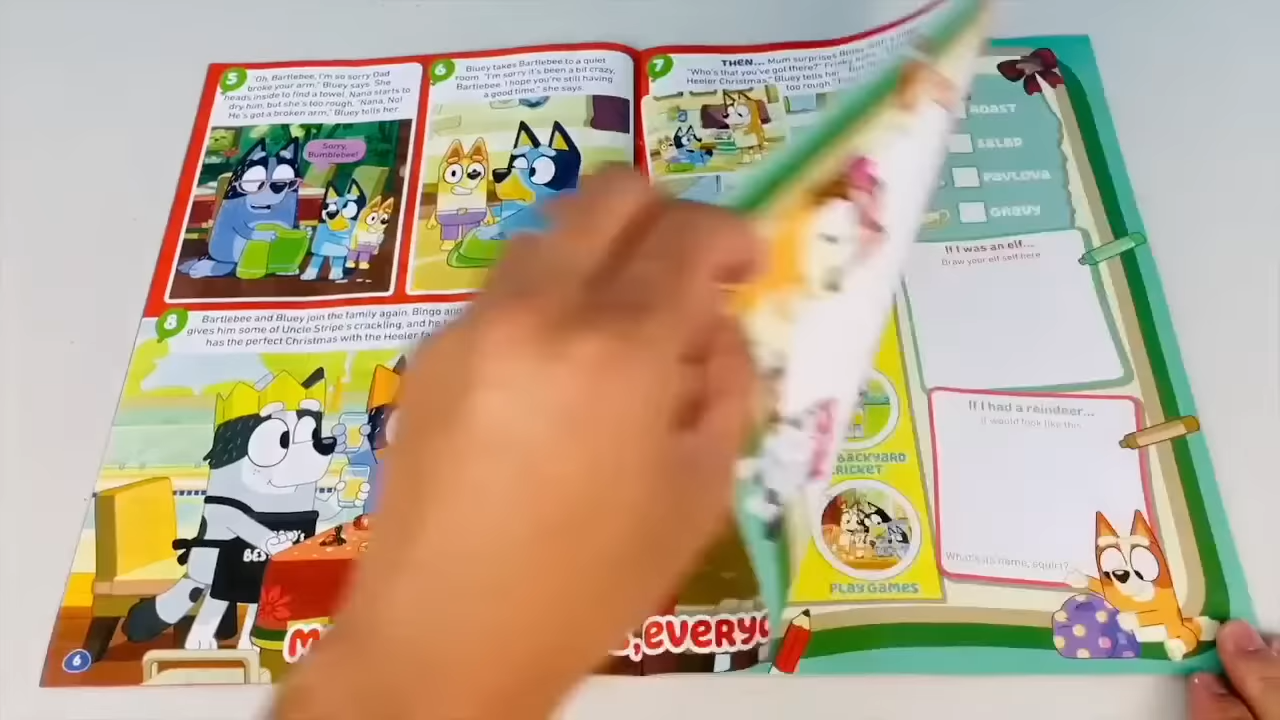 5
"Oh, Bartlebee, I'm so sorry Dad
broke your arm," Bluey says. She
heads inside to find a towel. Nana starts to
dry him, but she's too rough. "Nana, No!
He's got a broken arm," Bluey tells her.
Sorry,
Bumblebee!
6
Bluey takes Bartlebee to a quiet
room. "I'm sorry it's been a bit crazy,
Bartlebee. I hope you're still having
a good time," she says.
7
THEN... Mum surprises Bluey with a
"Who's that you've got there?" Frisky asks.
Heeler Christmas," Bluey tells her.
too rough."
8
Bartlebee and Bluey join the family again. Bingo
gives him some of Uncle Stripe's crackling, and he
has the perfect Christmas with the Heeler
BES
,EVERYO
6
ROAST
SALAD
PAVLOVA
GRAVY
If I was an elf...
Draw your elf self here
If I had a reindeer...
it would look like this
What's its name, squirt?
BACKYARD
CRICKET
PLAY GAMES